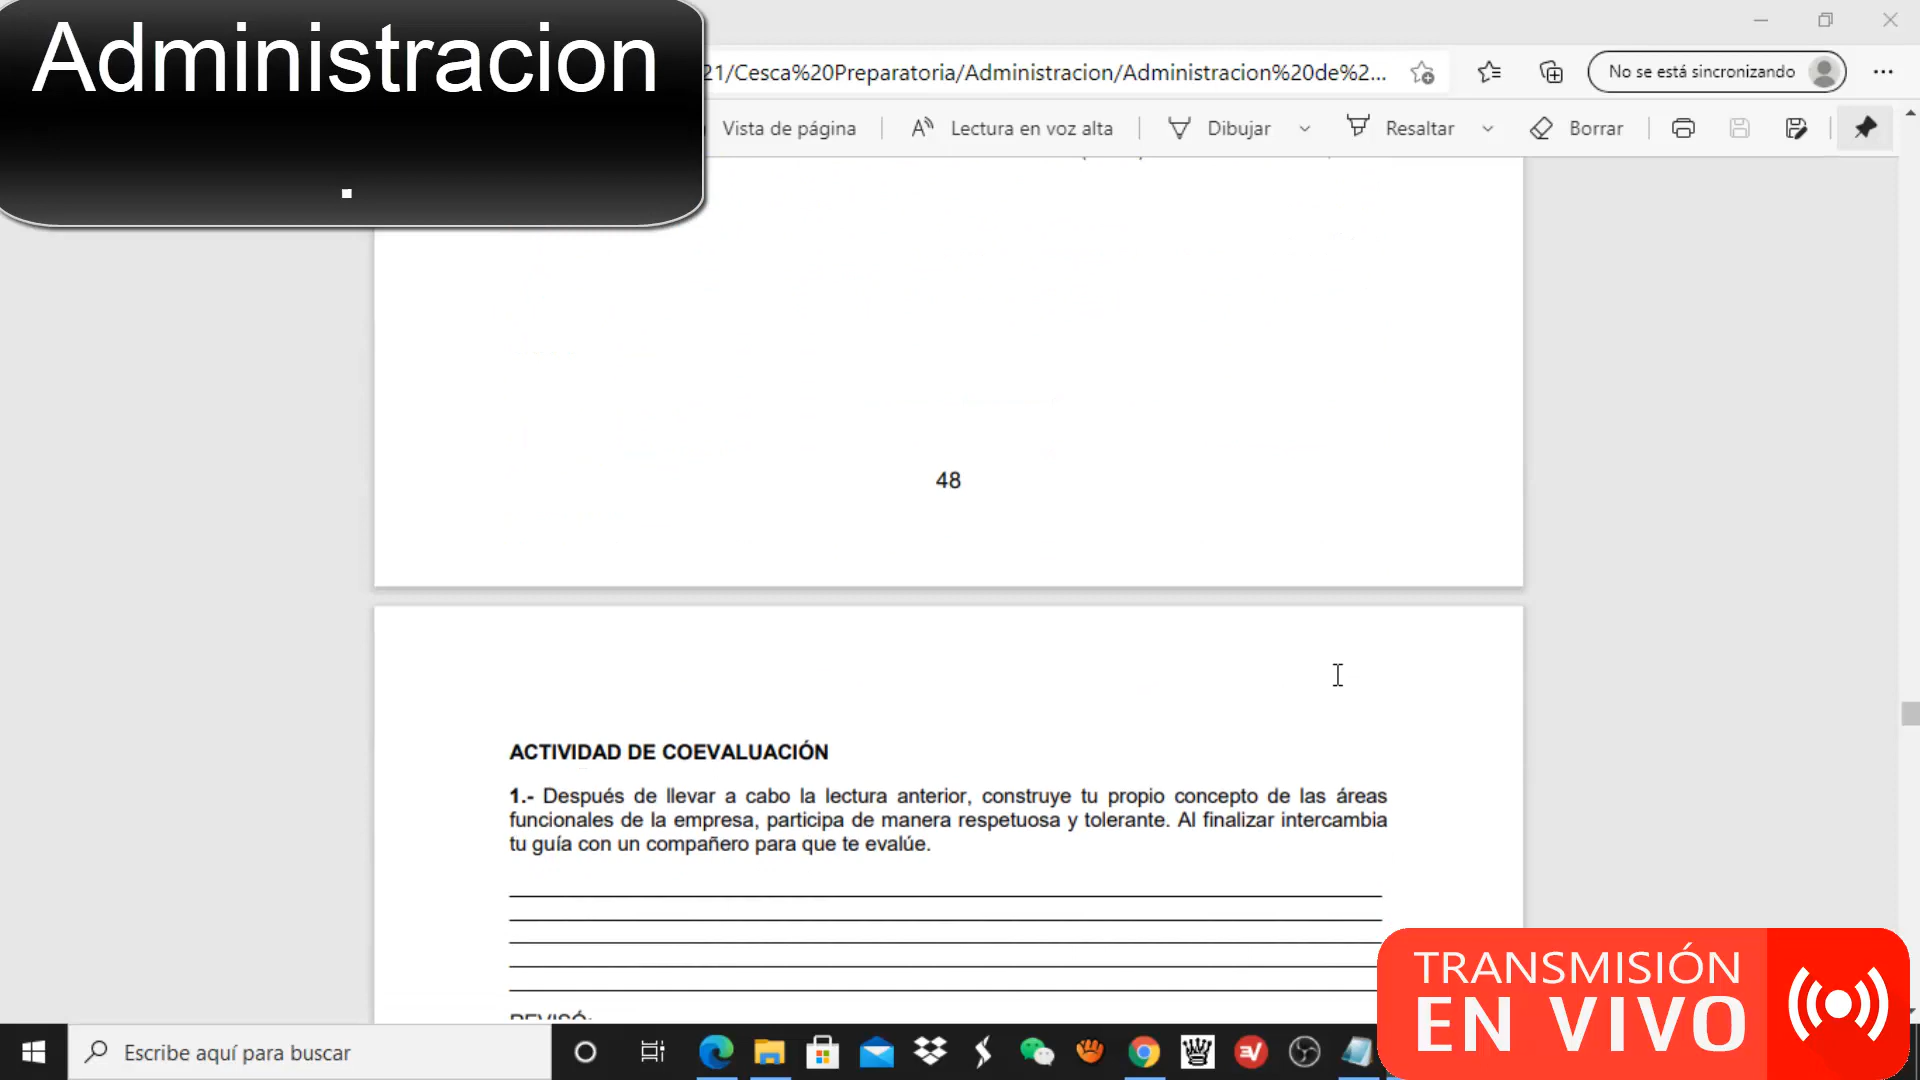 Administracion
.
21/Cesca%20Preparatoria/Administracion/Administracion%20de%2...
No se está sincronizando
Vista de página
Lectura en voz alta
Dibujar
Resaltar
Borrar
48
ACTIVIDAD DE COEVALUACIÓN
1.- Después de llevar a cabo la lectura anterior, construye tu propio concepto de las áreas
funcionales de la empresa, participa de manera respetuosa y tolerante. Al finalizar intercambia
tu guía con un compañero para que te evalúe.
REVISÓ:
TRANSMISIÓN
EN VIVO
Escribe aquí para buscar